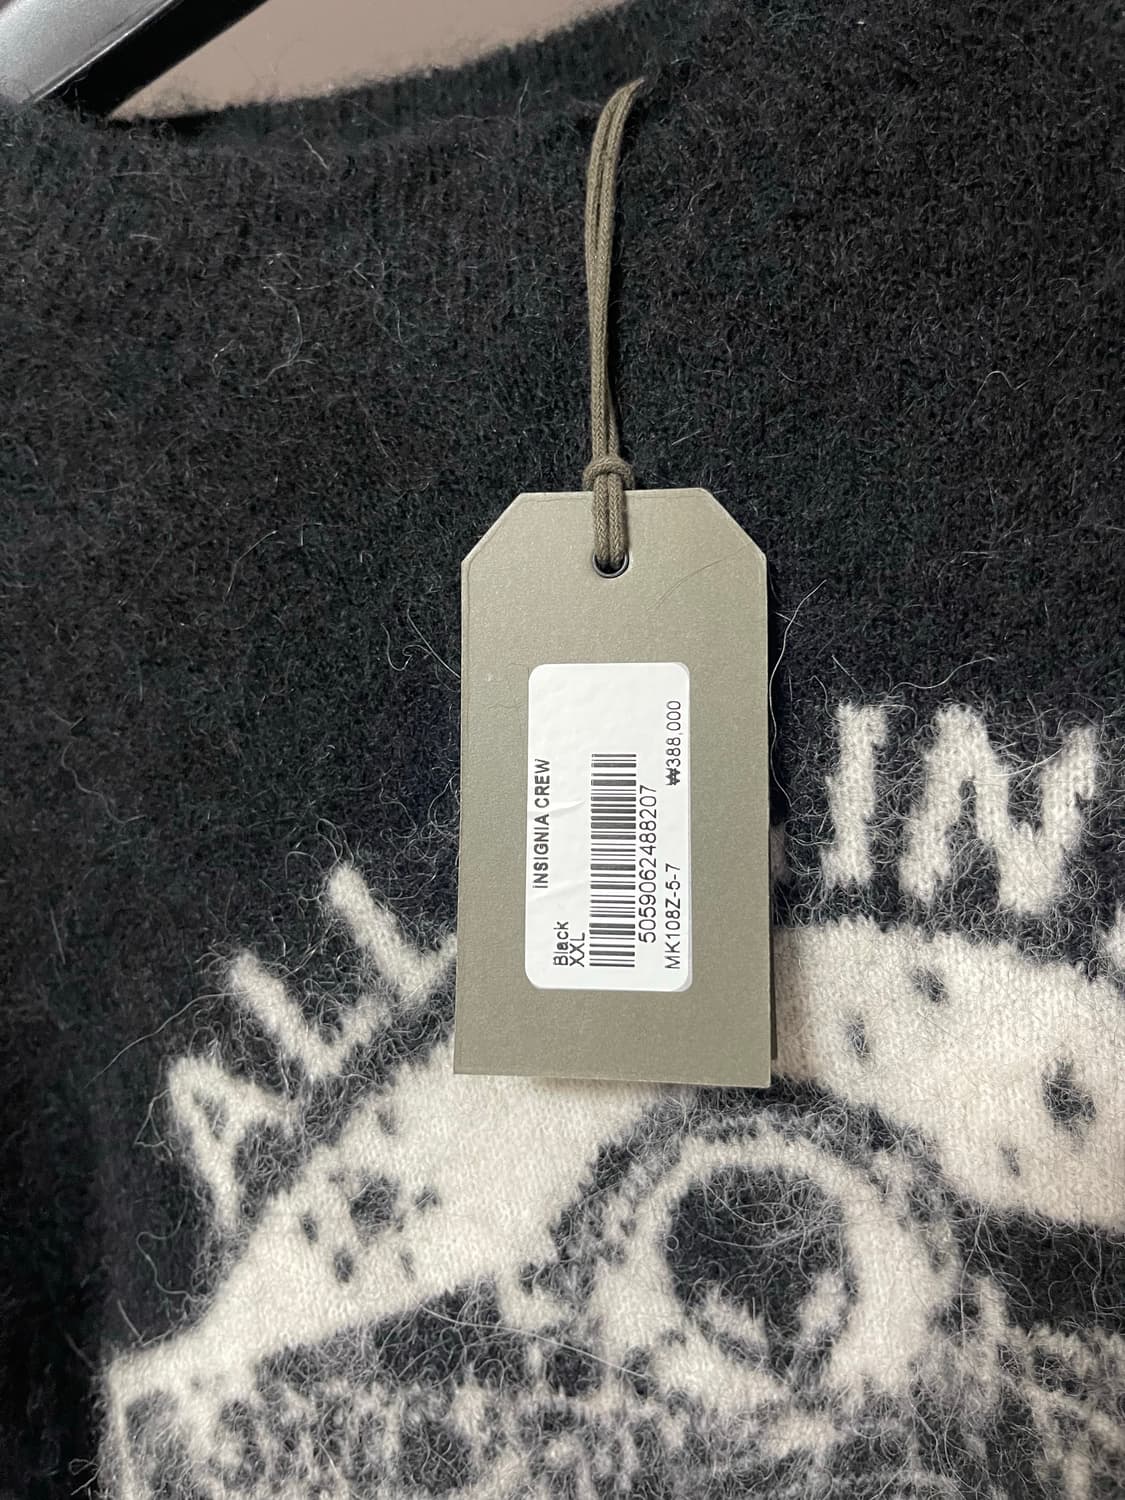 INSIGNIA CREW
Black
XXL
5059062488207
MK108Z-5-7 ₩388,000
ALL
IN